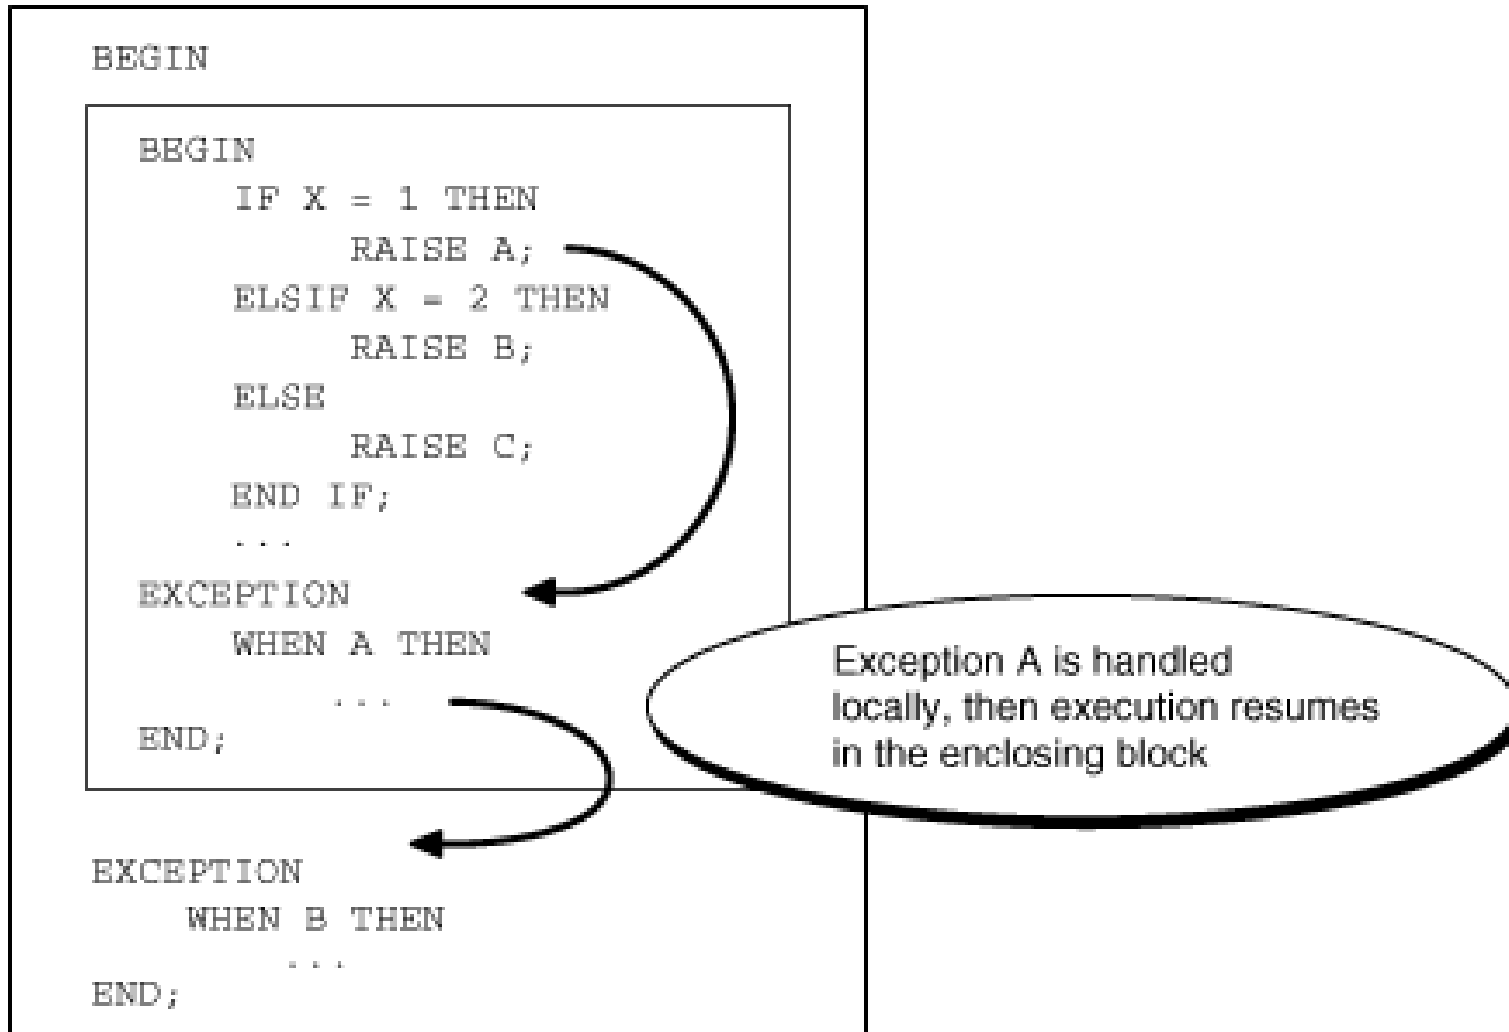 BEGIN
BEGIN
IF X = 1 THEN
RAISE A;
ELSIF X = 2 THEN
RAISE B;
ELSE
RAISE C;
END IF;
...
EXCEPTION
WHEN A THEN
...
END;
Exception A is handled
locally, then execution resumes
in the enclosing block
EXCEPTION
WHEN B THEN
...
END;